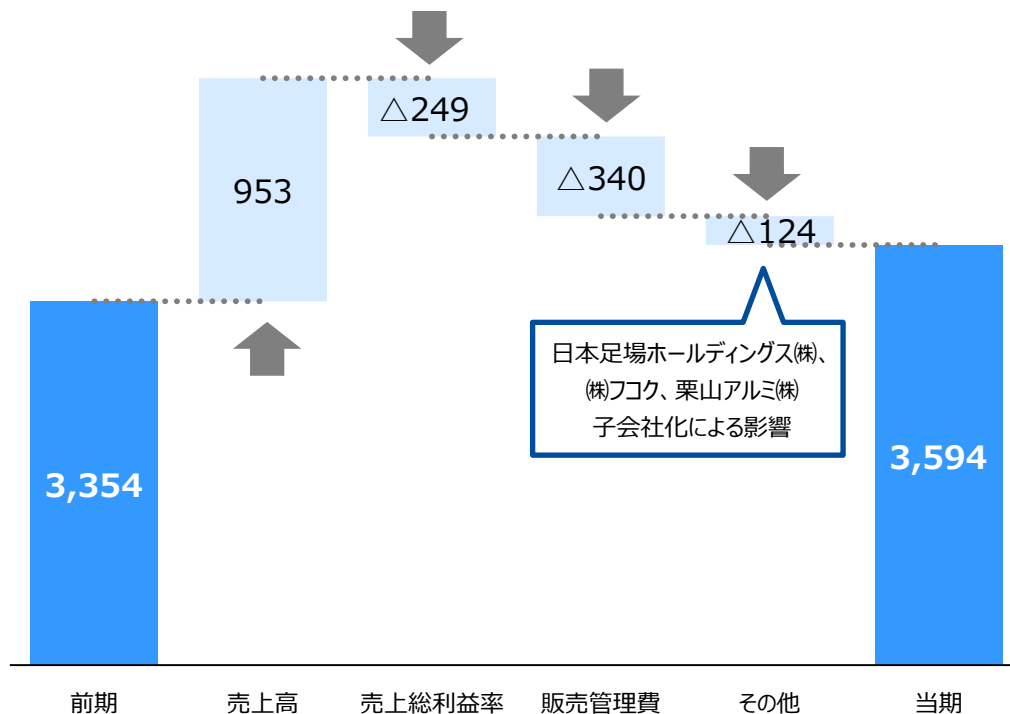 △249
953
△340
△124
日本足場ホールディングス㈱、
㈱フコク、栗山アルミ㈱
子会社化による影響
3,354
3,594
前期
売上高
売上総利益率
販売管理費
その他
当期